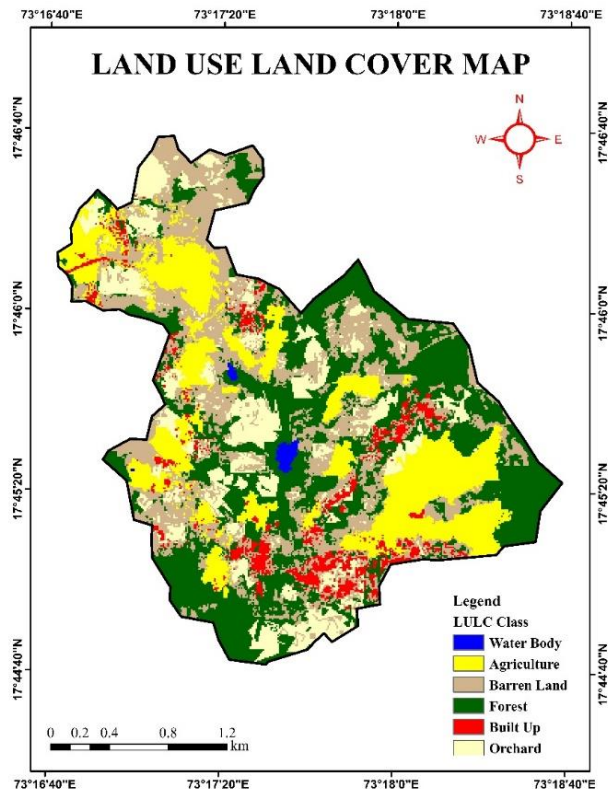 73°16'40"E 73°17'20"E 73°18'0"E 73°18'40"E
LAND USE LAND COVER MAP
N
W E
S
17°46'40"N 17°46'40"N
17°46'0"N 17°46'0"N
17°45'20"N 17°45'20"N
17°44'40"N 17°44'40"N
Legend
LULC Class
Water Body
Agriculture
Barren Land
Forest
Built Up
Orchard
0 0.2 0.4 0.8 1.2
km
73°16'40"E 73°17'20"E 73°18'0"E 73°18'40"E